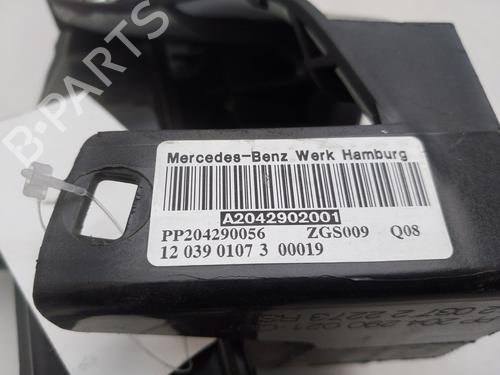 B-PARTS
Mercedes-Benz Werk Hamburg
A2042902001
PP204290056 ZGS009 Q08
12 039 0107 3 00019